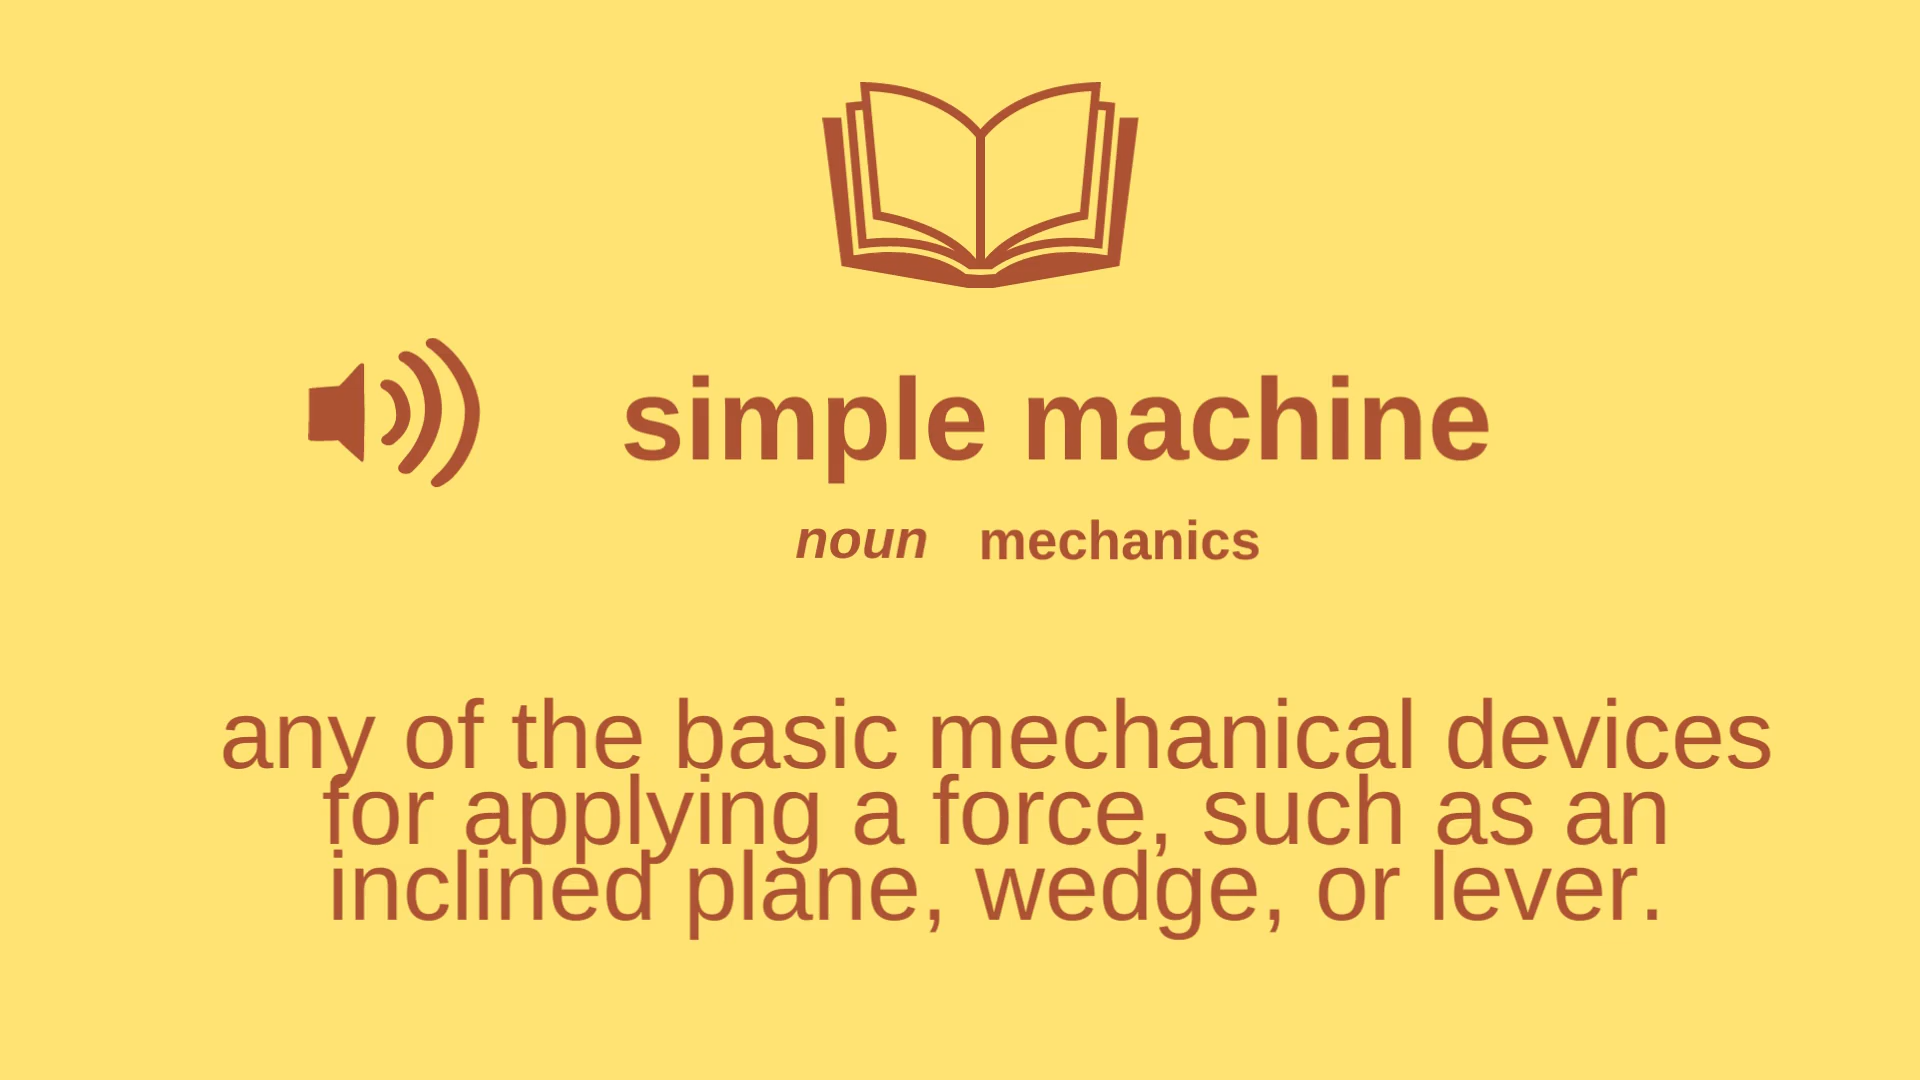 simple machine
noun mechanics
any of the basic mechanical devices
for applying a force, such as an
inclined plane, wedge, or lever.